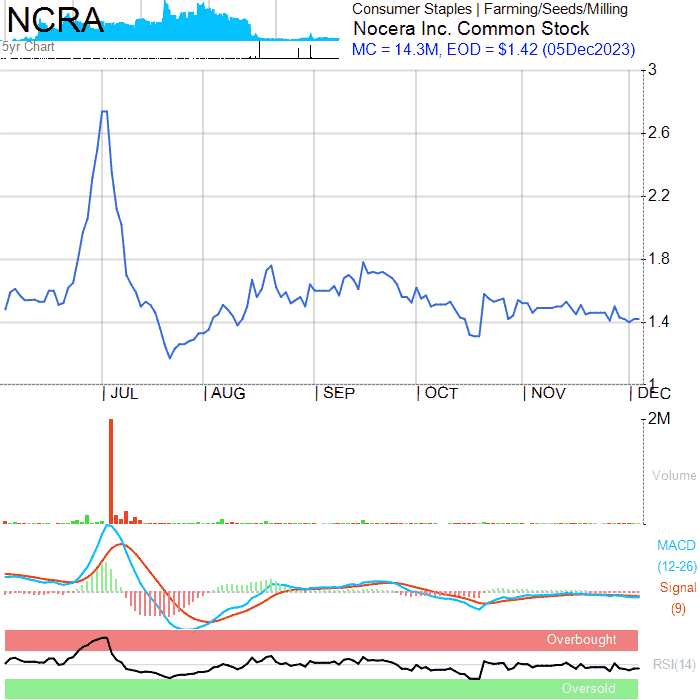 NCRA
5yr Chart
Consumer Staples | Farming/Seeds/Milling
Nocera Inc. Common Stock
MC = 14.3M, EOD = $1.42 (05Dec2023)
3
2.6
2.2
1.8
1.4
1
| JUL | AUG | SEP | OCT | NOV | DEC
2M
Volume
MACD
(12-26)
Signal
(9)
Overbought
RSI(14)
Oversold